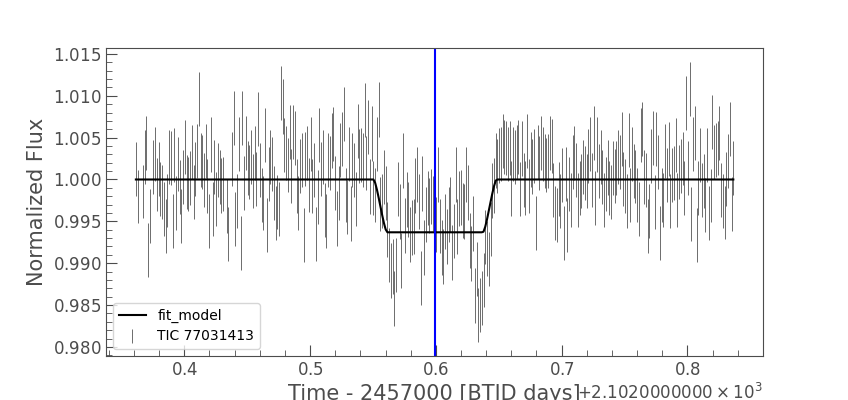 1.015
1.010
1.005
1.000
0.995
0.990
0.985
0.980
Normalized Flux
fit_model
TIC 77031413
0.4 0.5 0.6 0.7 0.8
Time - 2457000 [BTJD days]
+2.1020000000 × 10³